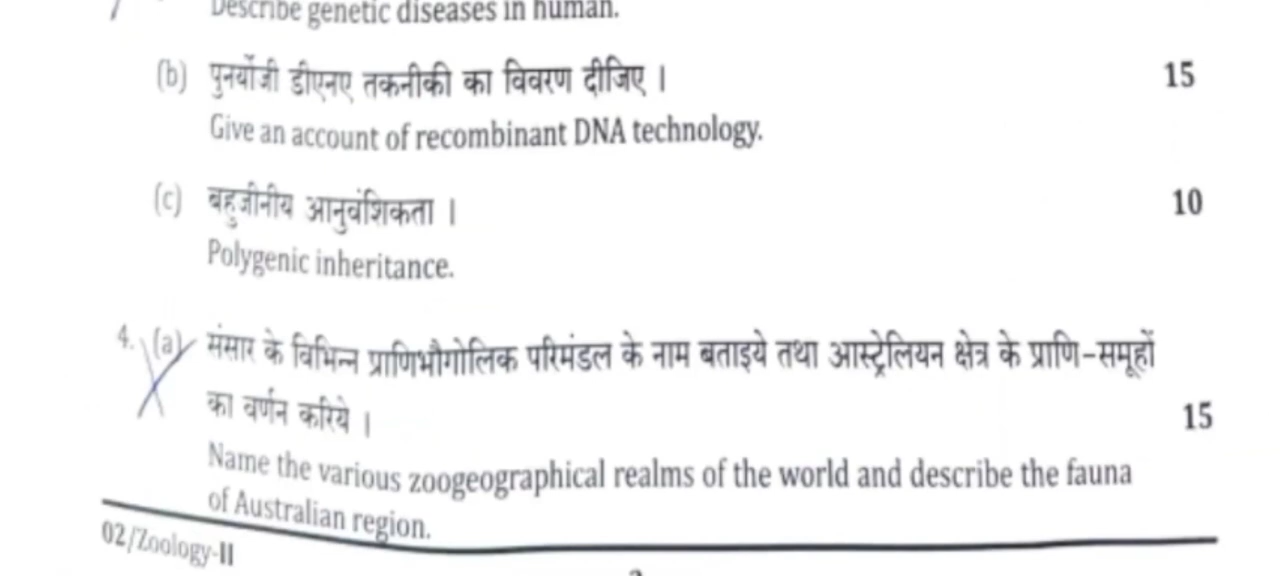 Describe genetic diseases in human.
(b) पुनर्योजी डीएनए तकनीकी का विवरण दीजिए । 15
Give an account of recombinant DNA technology.
(c) बहुजीनीय आनुवंशिकता । 10
Polygenic inheritance.
4. (a) संसार के विभिन्न प्राणिभौगोलिक परिमंडल के नाम बताइये तथा आस्ट्रेलियन क्षेत्र के प्राणि-समूहों
का वर्णन करिये । 15
Name the various zoogeographical realms of the world and describe the fauna
of Australian region.
02/Zoology-II